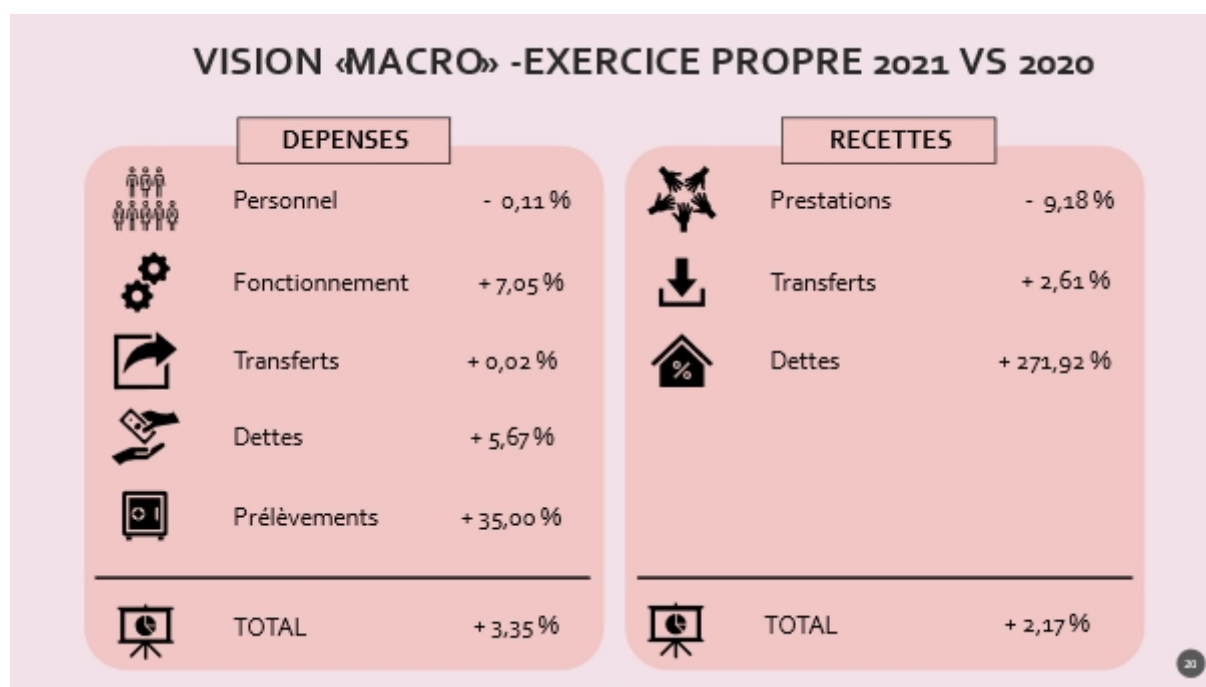 VISION «MACRO» -EXERCICE PROPRE 2021 VS 2020
DEPENSES
Personnel - 0,11 %
Fonctionnement + 7,05 %
Transferts + 0,02 %
Dettes + 5,67 %
Prélèvements + 35,00 %
TOTAL + 3,35 %
RECETTES
Prestations - 9,18 %
Transferts + 2,61 %
Dettes + 271,92 %
%
TOTAL + 2,17 %
20